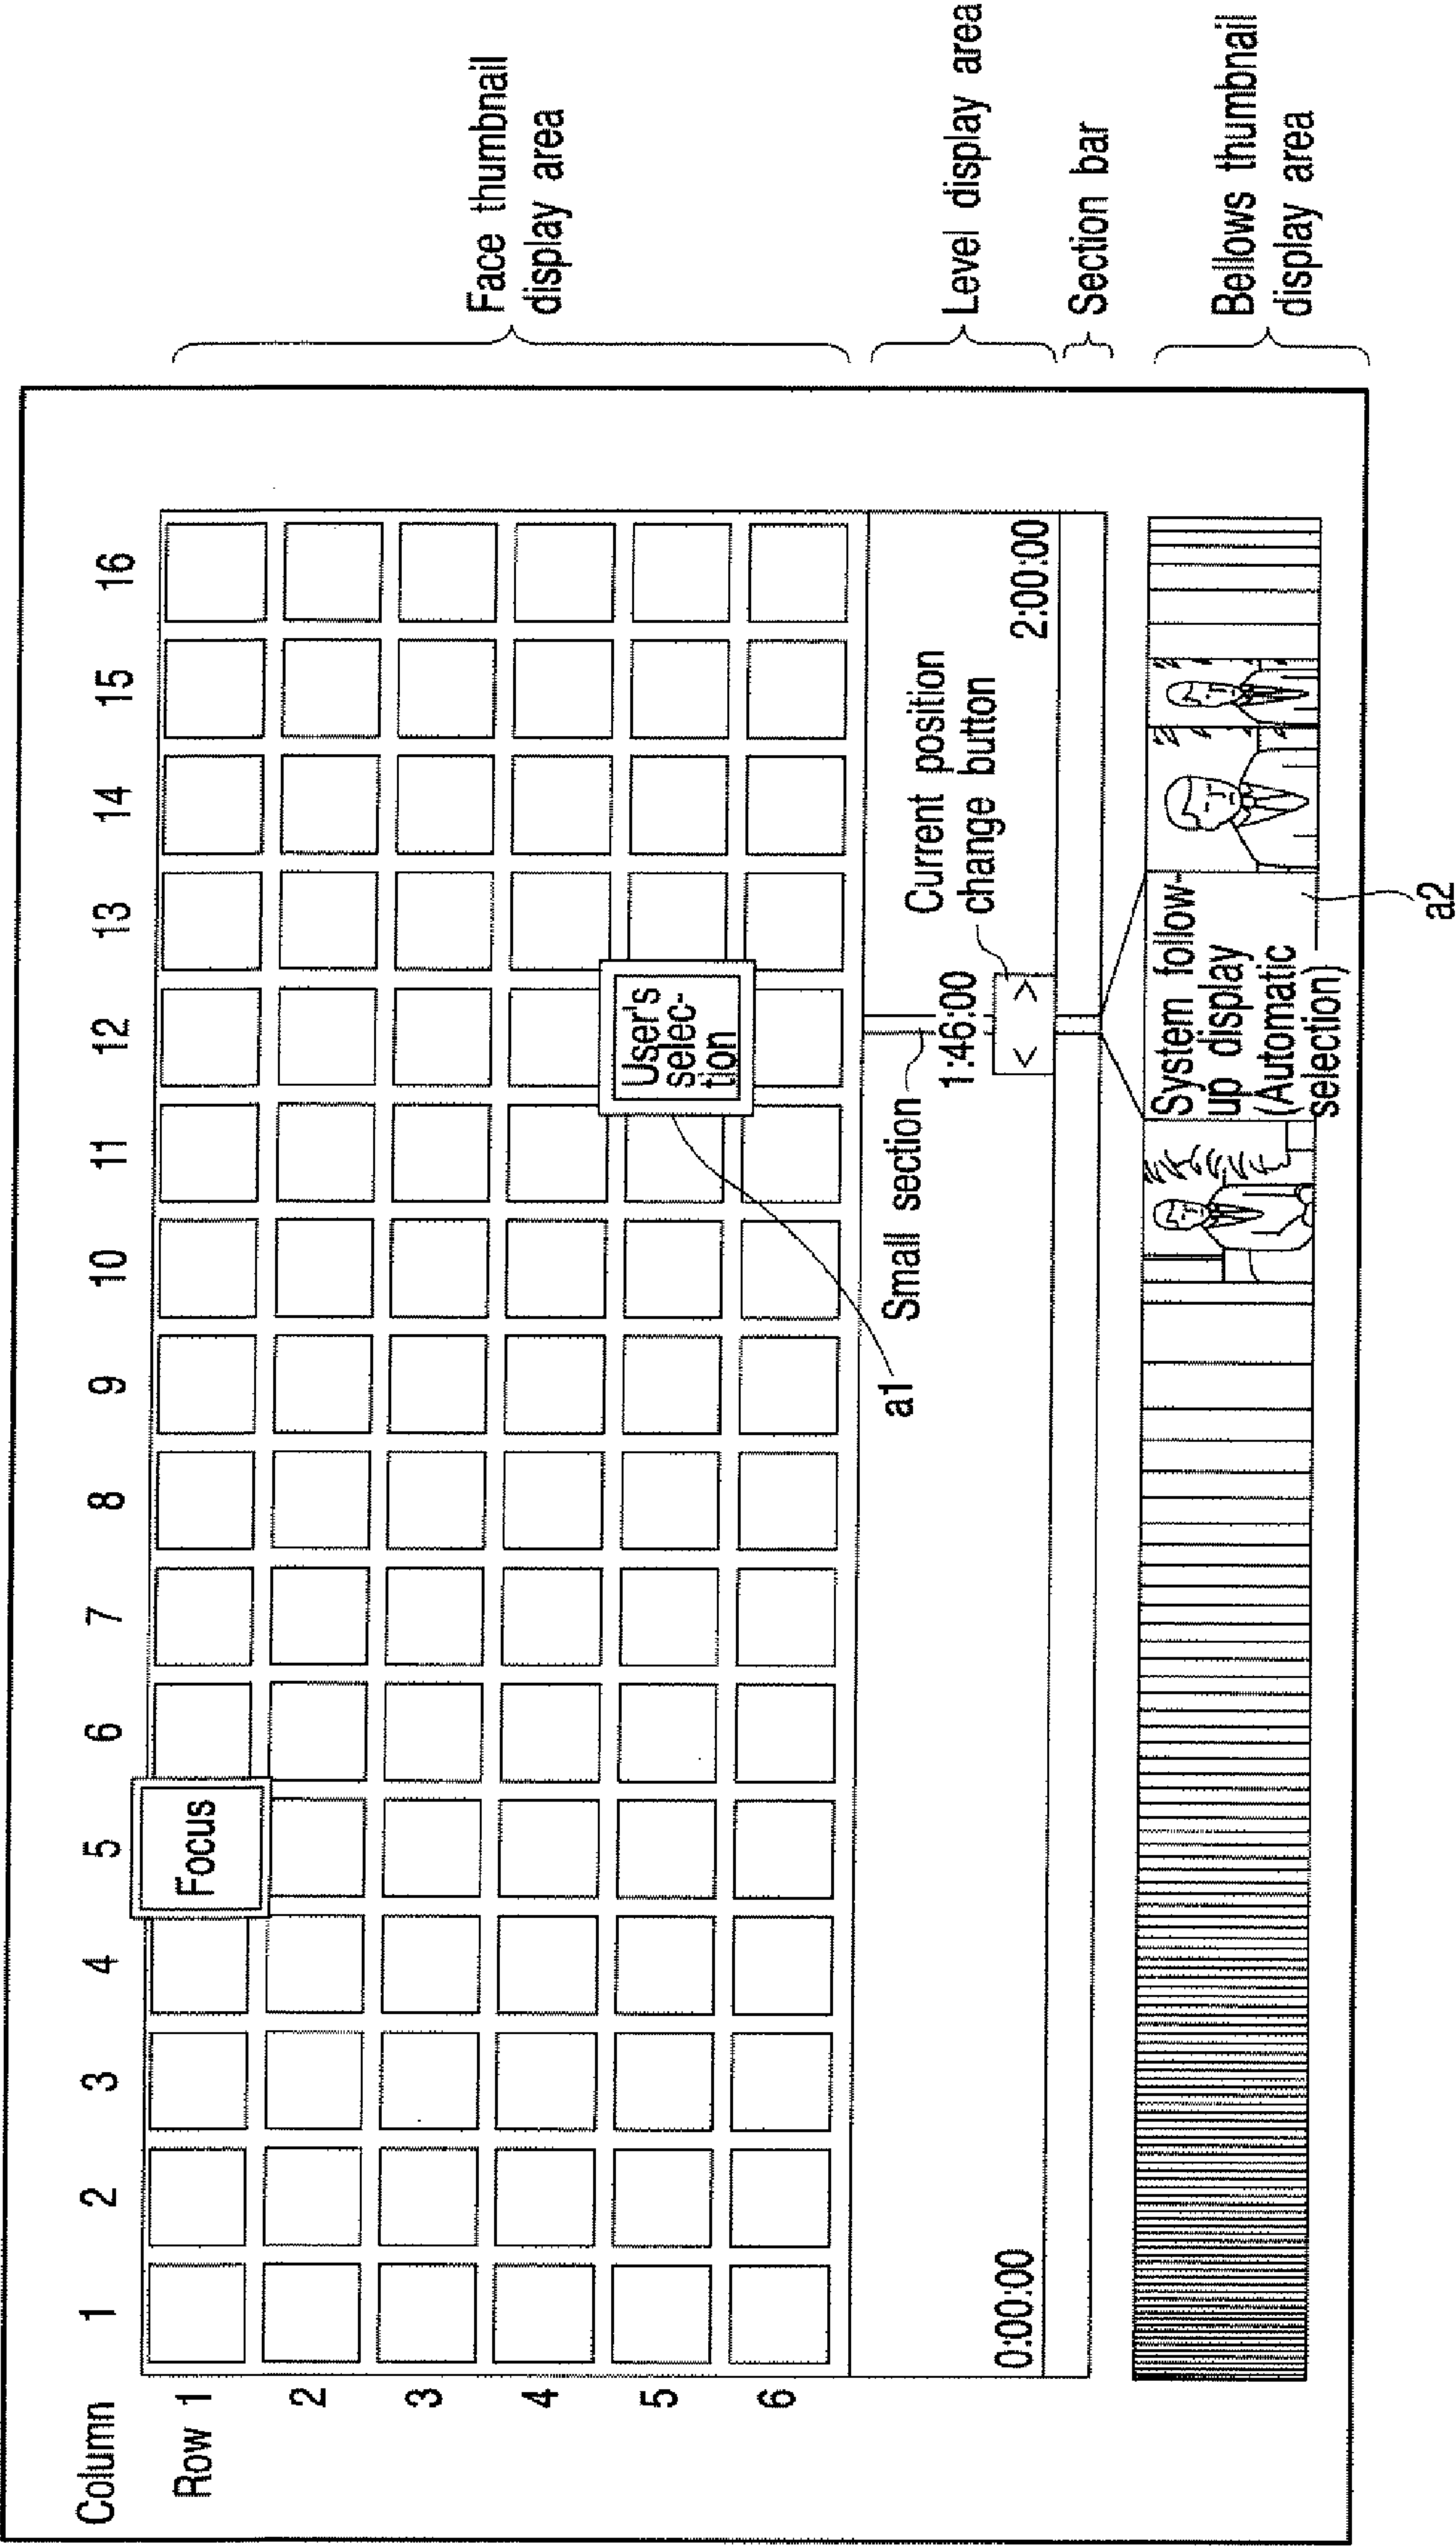 Column
1
2
3
4
5
6
7
8
9
10
11
12
13
14
15
16
Row 1
2
3
4
5
6
Focus
User's
selec-
tion
Face thumbnail
display area
a1
Small section
1:46:00
Current position
change button
0:00:00
2:00:00
< >
Level display area
Section bar
System follow-
up display
(Automatic
selection)
a2
Bellows thumbnail
display area